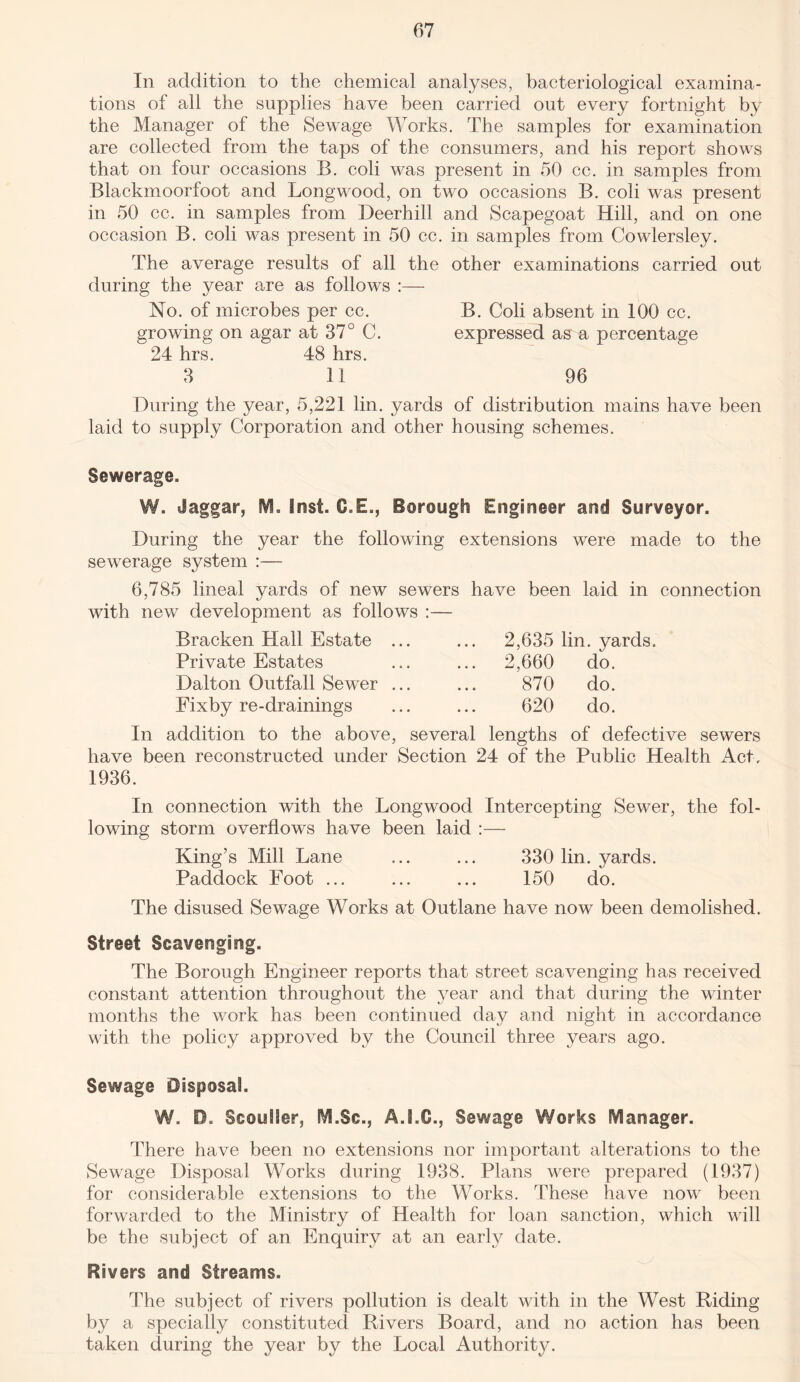 67
In addition to the chemical analyses, bacteriological examina-
tions of all the supplies have been carried out every fortnight by
the Manager of the Sewage Works. The samples for examination
are collected from the taps of the consumers, and his report shows
that on four occasions B. coli was present in 50 cc. in samples from
Blackmoorfoot and Longwood, on two occasions B. coli was present
in 50 cc. in samples from Deerhill and Scapegoat Hill, and on one
occasion B. coli was present in 50 cc. in samples from Cowlersley.
The average results of all the other examinations carried out
during the year are as follows :—
No. of microbes per cc. B. Coli absent in 100 cc.
growing on agar at 37° C. expressed as a percentage
24 hrs. 48 hrs.
3 11 96
During the year, 5,221 lin. yards of distribution mains have been
laid to supply Corporation and other housing schemes.
Sewerage.
W. Jaggar, M. Inst. C.E., Borough Engineer and Surveyor.
During the year the following extensions were made to the
sewerage system :—
6,785 lineal yards of new sewers have been laid in connection
with new development as follows :—
Bracken Hall Estate ... ... 2,635 lin. yards.
Private Estates ... ... 2,660 do.
Dalton Outfall Sewer ... ... 870 do.
Fixby re-drainings ... ... 620 do.
In addition to the above, several lengths of defective sewers
have been reconstructed under Section 24 of the Public Health Act,
1936.
In connection with the Longwood Intercepting Sewer, the fol-
lowing storm overflows have been laid :—
King's Mill Lane ... ... 330 lin. yards.
Paddock Foot ... ... ... 150 do.
The disused Sewage Works at Outlane have now been demolished.
Street Scavenging.
The Borough Engineer reports that street scavenging has received
constant attention throughout the year and that during the winter
months the work has been continued day and night in accordance
with the policy approved by the Council three years ago.
Sewage Disposal.
W. D. Scouller, M.Sc., A.I.C., Sewage Works Manager.
There have been no extensions nor important alterations to the
Sewage Disposal Works during 1938. Plans were prepared (1937)
for considerable extensions to the Works. These have now been
forwarded to the Ministry of Health for loan sanction, which will
be the subject of an Enquiry at an early date.
Rivers and Streams.
The subject of rivers pollution is dealt with in the West Riding
by a specially constituted Rivers Board, and no action has been
taken during the year by the Local Authority.